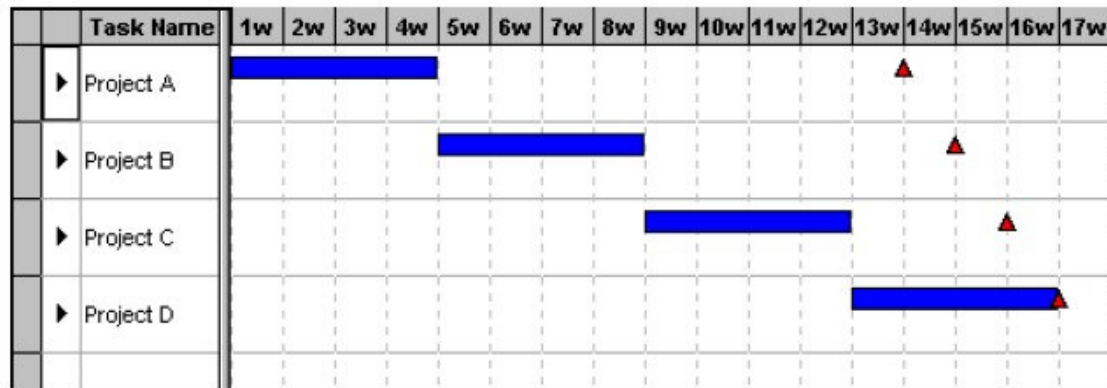 Task Name 1w 2w 3w 4w 5w 6w 7w 8w 9w 10w 11w 12w 13w 14w 15w 16w 17w
Project A
Project B
Project C
Project D